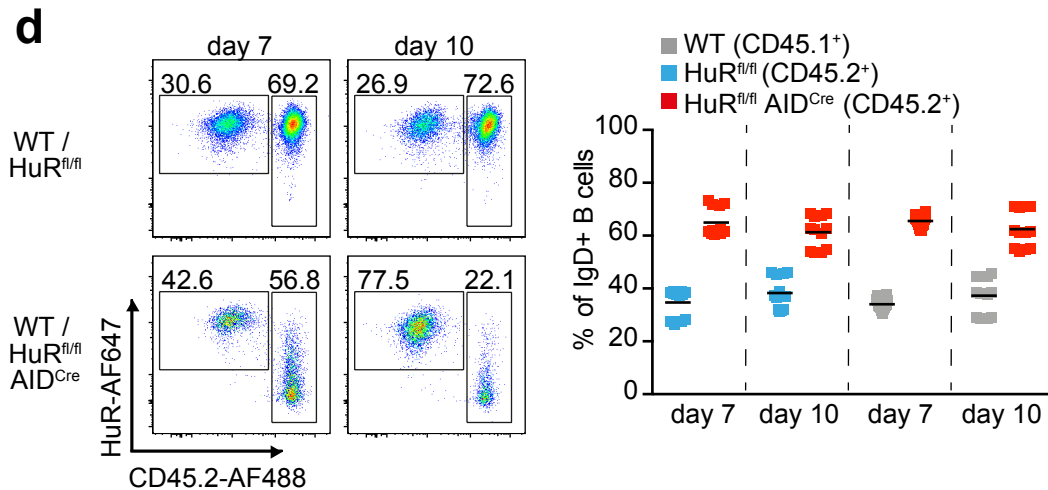 d
day 7
day 10
30.6
69.2
26.9
72.6
WT /
HuR^fl/fl
42.6
56.8
77.5
22.1
WT /
HuR^fl/fl
AID^Cre
HuR-AF647
CD45.2-AF488
WT (CD45.1⁺)
HuR^fl/fl (CD45.2⁺)
HuR^fl/fl AID^Cre (CD45.2⁺)
% of IgD+ B cells
100
80
60
40
20
0
day 7
day 10
day 7
day 10